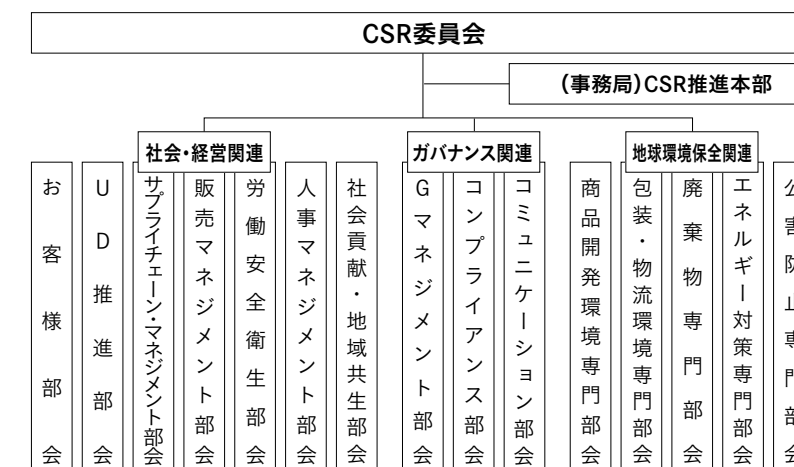 CSR委員会
(事務局)CSR推進本部
社会・経営関連
お客様部会
UD推進部会
サプライチェーン・マネジメント部会
販売マネジメント部会
労働安全衛生部会
人事マネジメント部会
社会貢献・地域共生部会
ガバナンス関連
Gマネジメント部会
コンプライアンス部会
コミュニケーション部会
地球環境保全関連
商品開発環境専門部会
包装・物流環境専門部会
廃棄物専門部会
エネルギー対策専門部会
公害防止専門部会